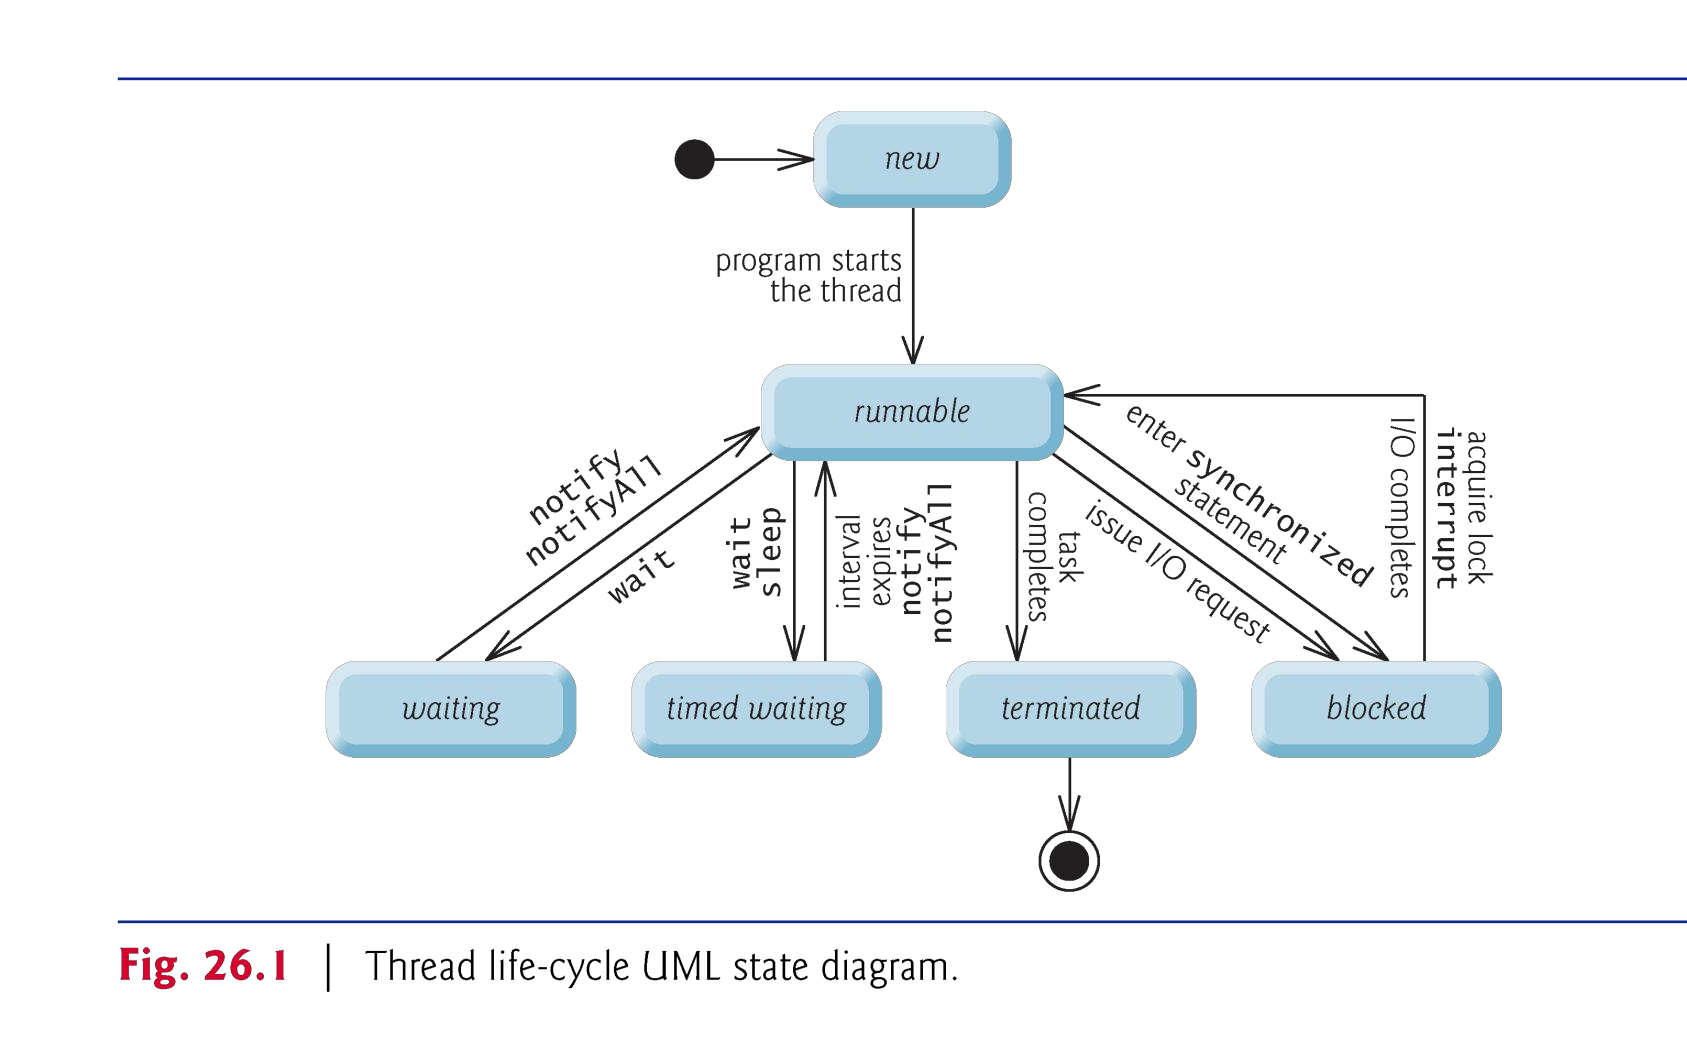 new
program starts
the thread
runnable
notify
notifyAll
wait
wait
sleep
interval
expires
notify
notifyAll
task
completes
issue I/O request
enter synchronized
statement
I/O completes
acquire lock
interrupt
waiting
timed waiting
terminated
blocked
Fig. 26.1 | Thread life-cycle UML state diagram.